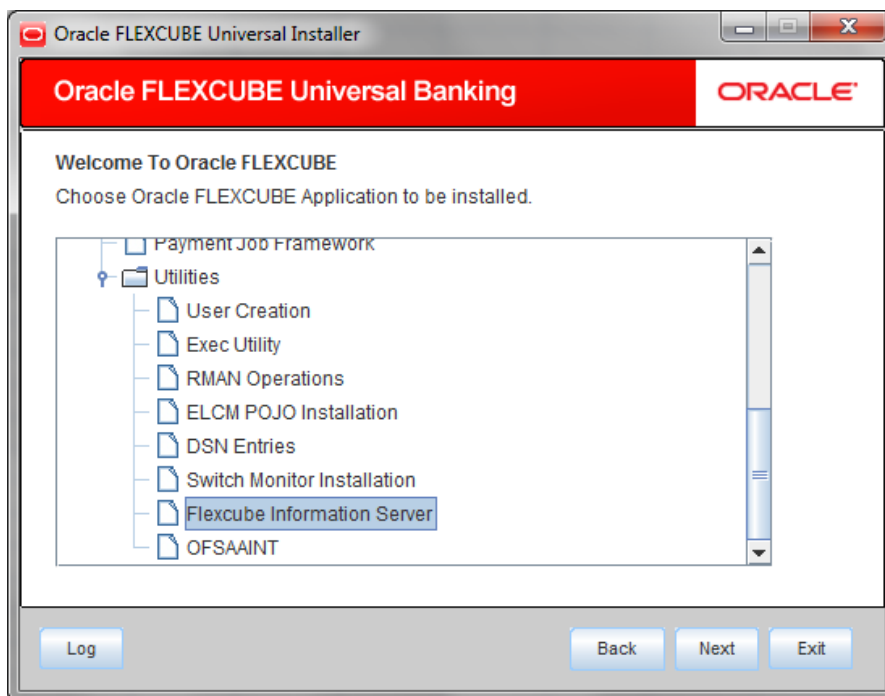 Oracle FLEXCUBE Universal Installer
Oracle FLEXCUBE Universal Banking
ORACLE
Welcome To Oracle FLEXCUBE
Choose Oracle FLEXCUBE Application to be installed.
Payment Job Framework
Utilities
User Creation
Exec Utility
RMAN Operations
ELCM POJO Installation
DSN Entries
Switch Monitor Installation
Flexcube Information Server
OFSAAINT
Log Back Next Exit